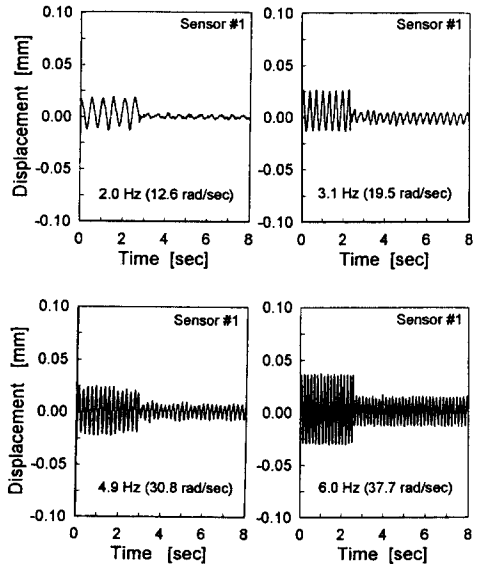 0.10
Sensor #1
0.05
0.00
-0.05
-0.10
Displacement [mm]
2.0 Hz (12.6 rad/sec)
0 2 4 6 8
Time [sec]
0.10
Sensor #1
0.05
0.00
-0.05
-0.10
3.1 Hz (19.5 rad/sec)
0 2 4 6 8
Time [sec]
0.10
Sensor #1
0.05
0.00
-0.05
-0.10
Displacement [mm]
4.9 Hz (30.8 rad/sec)
0 2 4 6 8
Time [sec]
0.10
Sensor #1
0.05
0.00
-0.05
-0.10
6.0 Hz (37.7 rad/sec)
0 2 4 6 8
Time [sec]